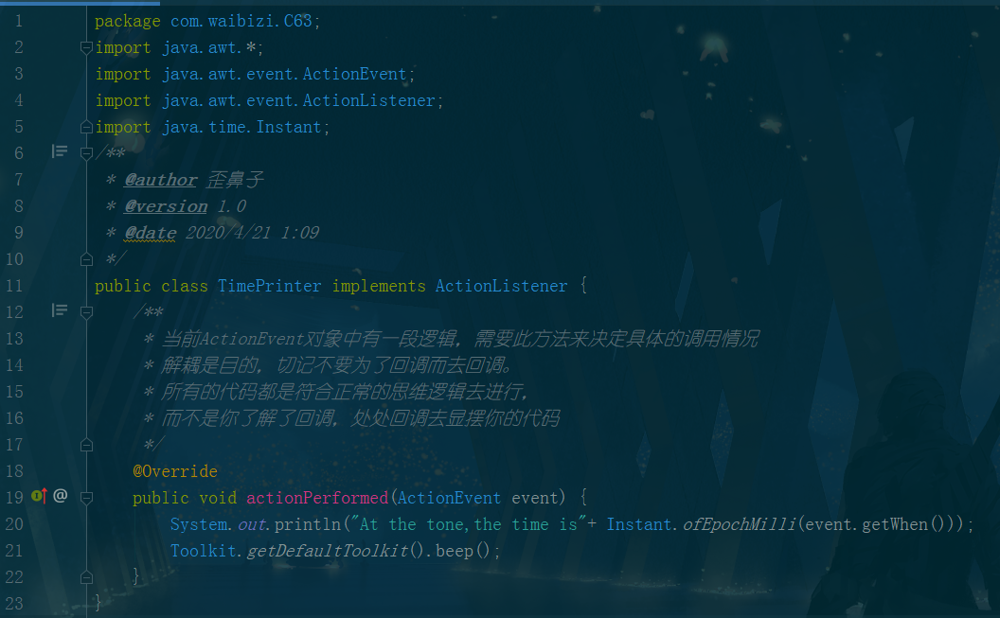 1 package com.waibizi.C63;
2 import java.awt.*;
3 import java.awt.event.ActionEvent;
4 import java.awt.event.ActionListener;
5 import java.time.Instant;
6 /**
7 * @author 歪鼻子
8 * @version 1.0
9 * @date 2020/4/21 1:09
10 */
11 public class TimePrinter implements ActionListener {
12 /**
13 * 当前ActionEvent对象中有一段逻辑，需要此方法来决定具体的调用情况
14 * 解耦是目的，切记不要为了回调而去回调。
15 * 所有的代码都是符合正常的思维逻辑去进行，
16 * 而不是你了解了回调，处处回调去显摆你的代码
17 */
18 @Override
19 @ public void actionPerformed(ActionEvent event) {
20 System.out.println("At the tone,the time is"+ Instant.ofEpochMilli(event.getWhen()));
21 Toolkit.getDefaultToolkit().beep();
22 }
23 }